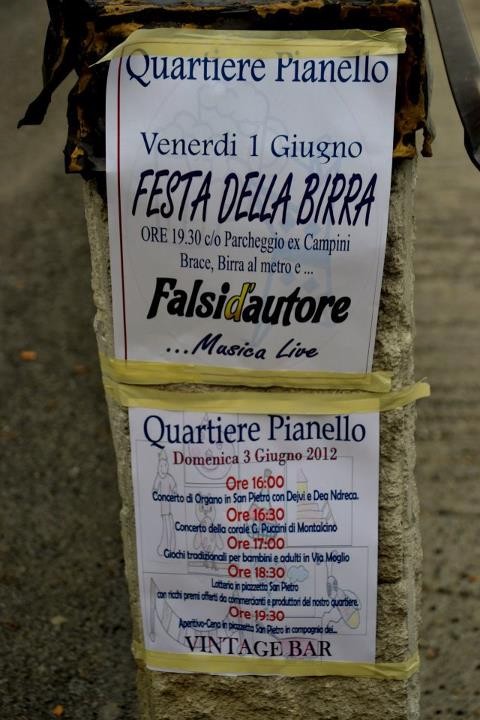 Quartiere Pianello
Venerdi 1 Giugno
FESTA DELLA BIRRA
ORE 19.30 c/o Parcheggio ex Campini
Brace, Birra al metro e ...
Falsid'autore
...Musica Live
Quartiere Pianello
Domenica 3 Giugno 2012
Ore 16:00
Concerto di Organo in San Pietro con Dejvi e Dea Ndreca.
Ore 16:30
Concerto della corale G. Puccini di Montalcino
Ore 17:00
Giochi tradizionali per bambini e adulti in Via Moglio
Ore 18:30
Lotteria in piazzetta San Pietro
con ricchi premi offerti da commercianti e produttori del nostro quartiere.
Ore 19:30
Aperitivo-Cena in piazzetta San Pietro in compagnia del...
VINTAGE BAR